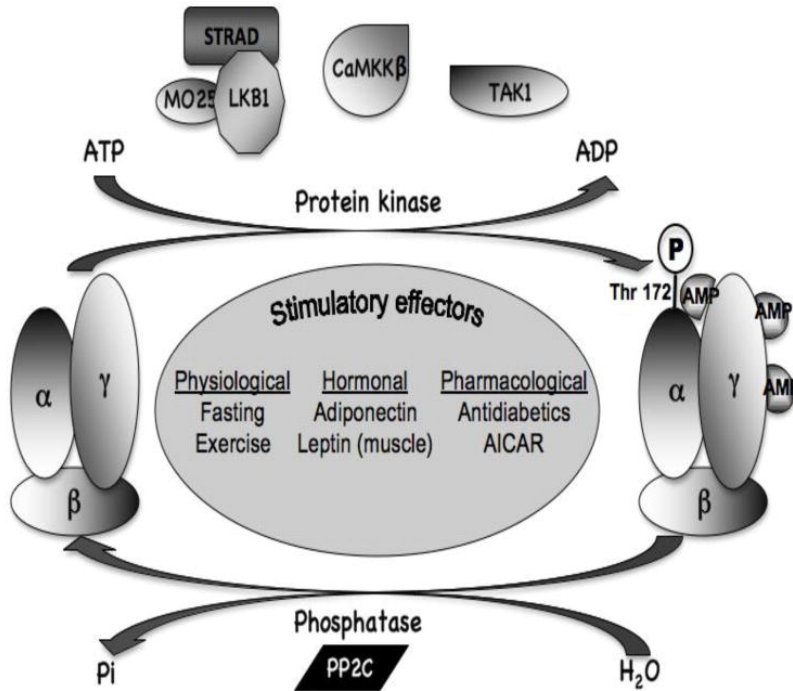 STRAD
MO25
LKB1
CaMKKβ
TAK1
ATP
ADP
Protein kinase
P
Thr 172
AMP
AMP
AM
α
γ
β
Stimulatory effectors
Physiological Hormonal Pharmacological
Fasting Adiponectin Antidiabetics
Exercise Leptin (muscle) AICAR
α
γ
β
Phosphatase
PP2C
Pi
H₂O